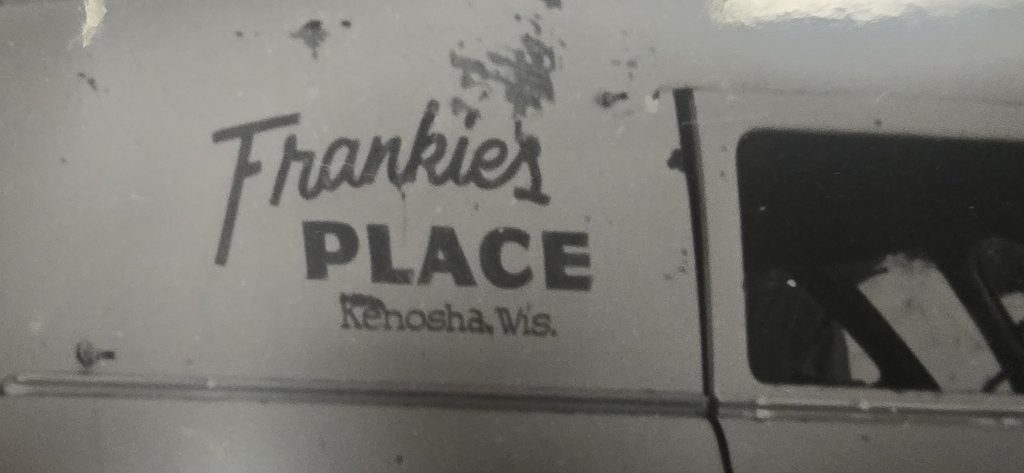 Frankie's
PLACE
Kenosha, Wis.